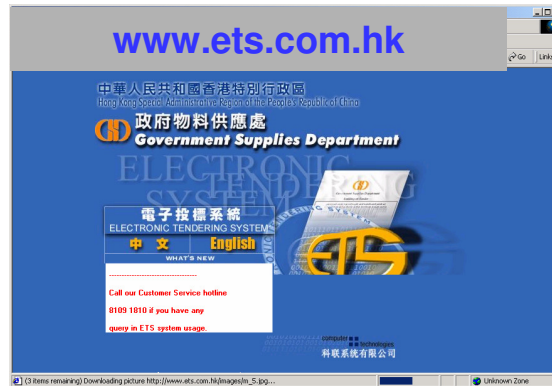 www.ets.com.hk
Go Links
中華人民共和國香港特別行政區
Hong Kong Special Administrative Region of the People's Republic of China
政府物料供應處
Government Supplies Department
ELECTRONIC
TENDERING
SYSTEM
電子投標系統
ELECTRONIC TENDERING SYSTEM
中文 English
WHAT'S NEW
--------------------------------
Call our Customer Service hotline
8109 1810 if you have any
query in ETS system usage.
ETS
computer
technologies
科联系统有限公司
(3 items remaining) Downloading picture http://www.ets.com.hk/images/m_5.jpg...
Unknown Zone